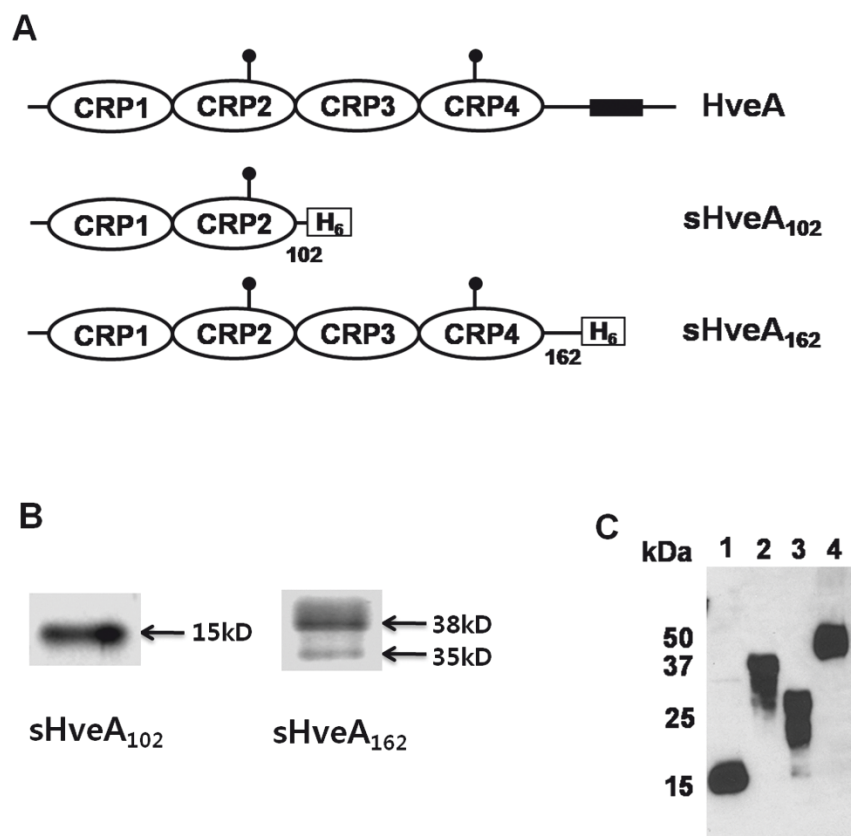 A
CRP1 CRP2 CRP3 CRP4 HveA
CRP1 CRP2 H6 sHveA102
102
CRP1 CRP2 CRP3 CRP4 H6 sHveA162
162
B
15kD
38kD
35kD
sHveA102
sHveA162
C
kDa 1 2 3 4
50
37
25
15